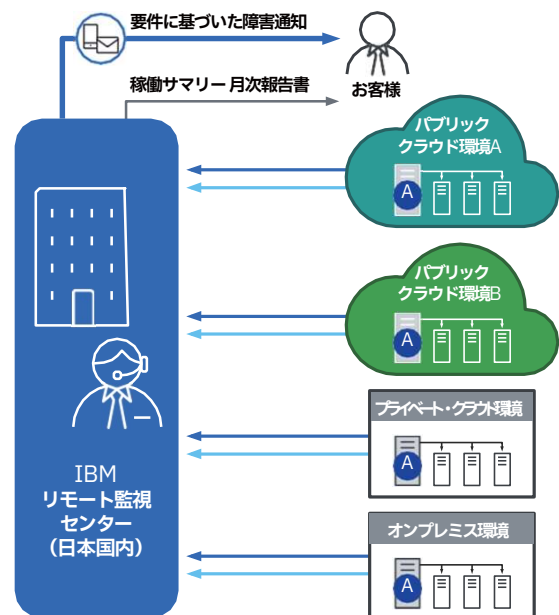 要件に基づいた障害通知
稼働サマリー 月次報告書
お客様
パブリック
クラウド環境A
A
パブリック
クラウド環境B
A
プライベート・クラウド環境
A
IBM
リモート監視
センター
（日本国内）
オンプレミス環境
A